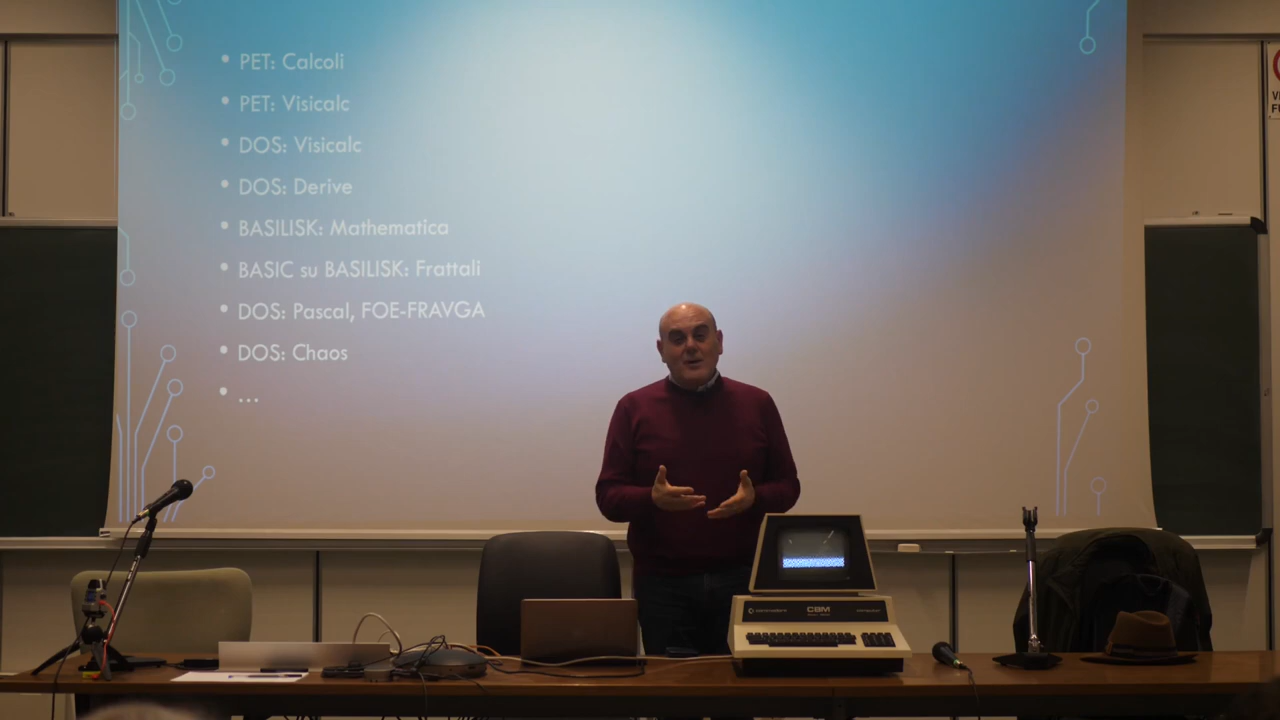 PET: Calcoli
PET: Visicalc
DOS: Visicalc
DOS: Derive
BASILISK: Mathematica
BASIC su BASILISK: Frattali
DOS: Pascal, FOE-FRAVGA
DOS: Chaos
...
commodore
CBM